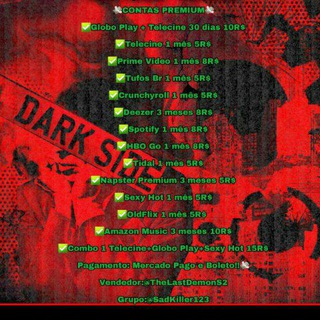 💸CONTAS PREMIUM💸
✅Globo Play + Telecine 30 dias 10R$
✅Telecine 1 mês 5R$
✅Prime Video 1 mês 8R$
✅Tufos Br 1 mês 5R$
✅Crunchyroll 1 mês 5R$
✅Deezer 3 meses 8R$
✅Spotify 1 mês 8R$
✅HBO Go 1 mês 8R$
✅Tidal 1 mês 5R$
✅Napster Premium 3 meses 5R$
✅Sexy Hot 1 mês 5R$
✅OldFlix 1 mês 5R$
✅Amazon Music 3 meses 10R$
✅Combo 1 Telecine+Globo Play+Sexy Hot 15R$
Pagamento: Mercado Pago e Boleto!!💸
Vendedor:@TheLastDemonS2
Grupo:@SadKiller123
DARK SIDE